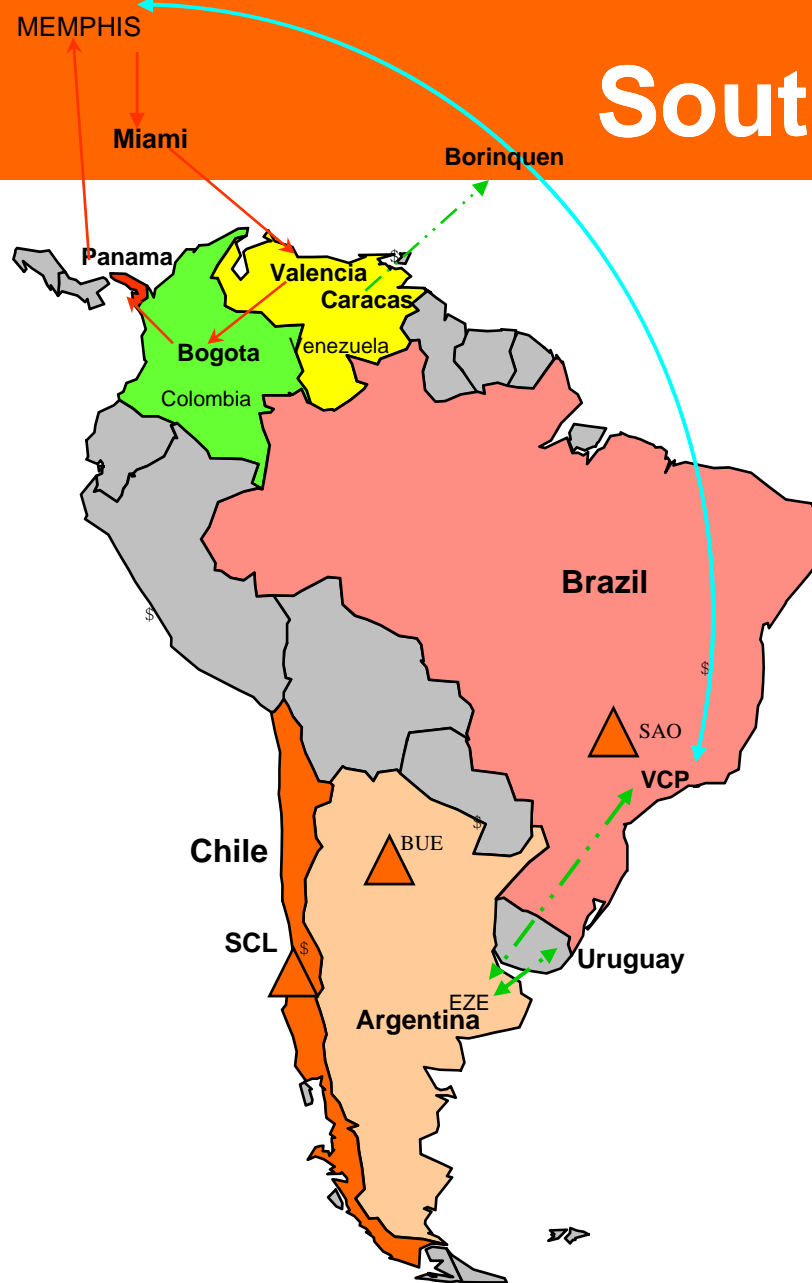 MEMPHIS
Sout
Miami
Borinquen
Panama
$
Valencia
Caracas
Bogota
Venezuela
Colombia
Brazil
$
$
SAO
VCP
$
BUE
Chile
SCL
$
Uruguay
EZE
Argentina